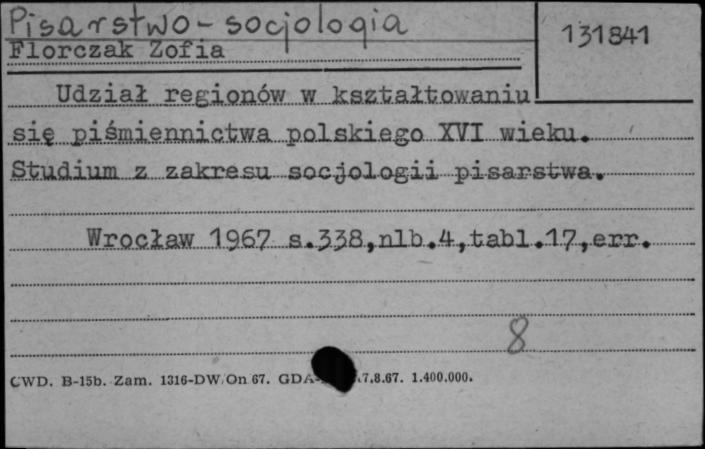 Pisarstwo - socjologia
131841
Florczak Zofia
Udział regionów w kształtowaniu
się piśmiennictwa polskiego XVI wieku.
Studium z zakresu socjologii pisarstwa.
Wrocław 1967 s.338,nlb.4,tabl.17,err.
8
CWD. B-15b. Zam. 1316-DW/On 67. GDA 7.8.67. 1.400.000.